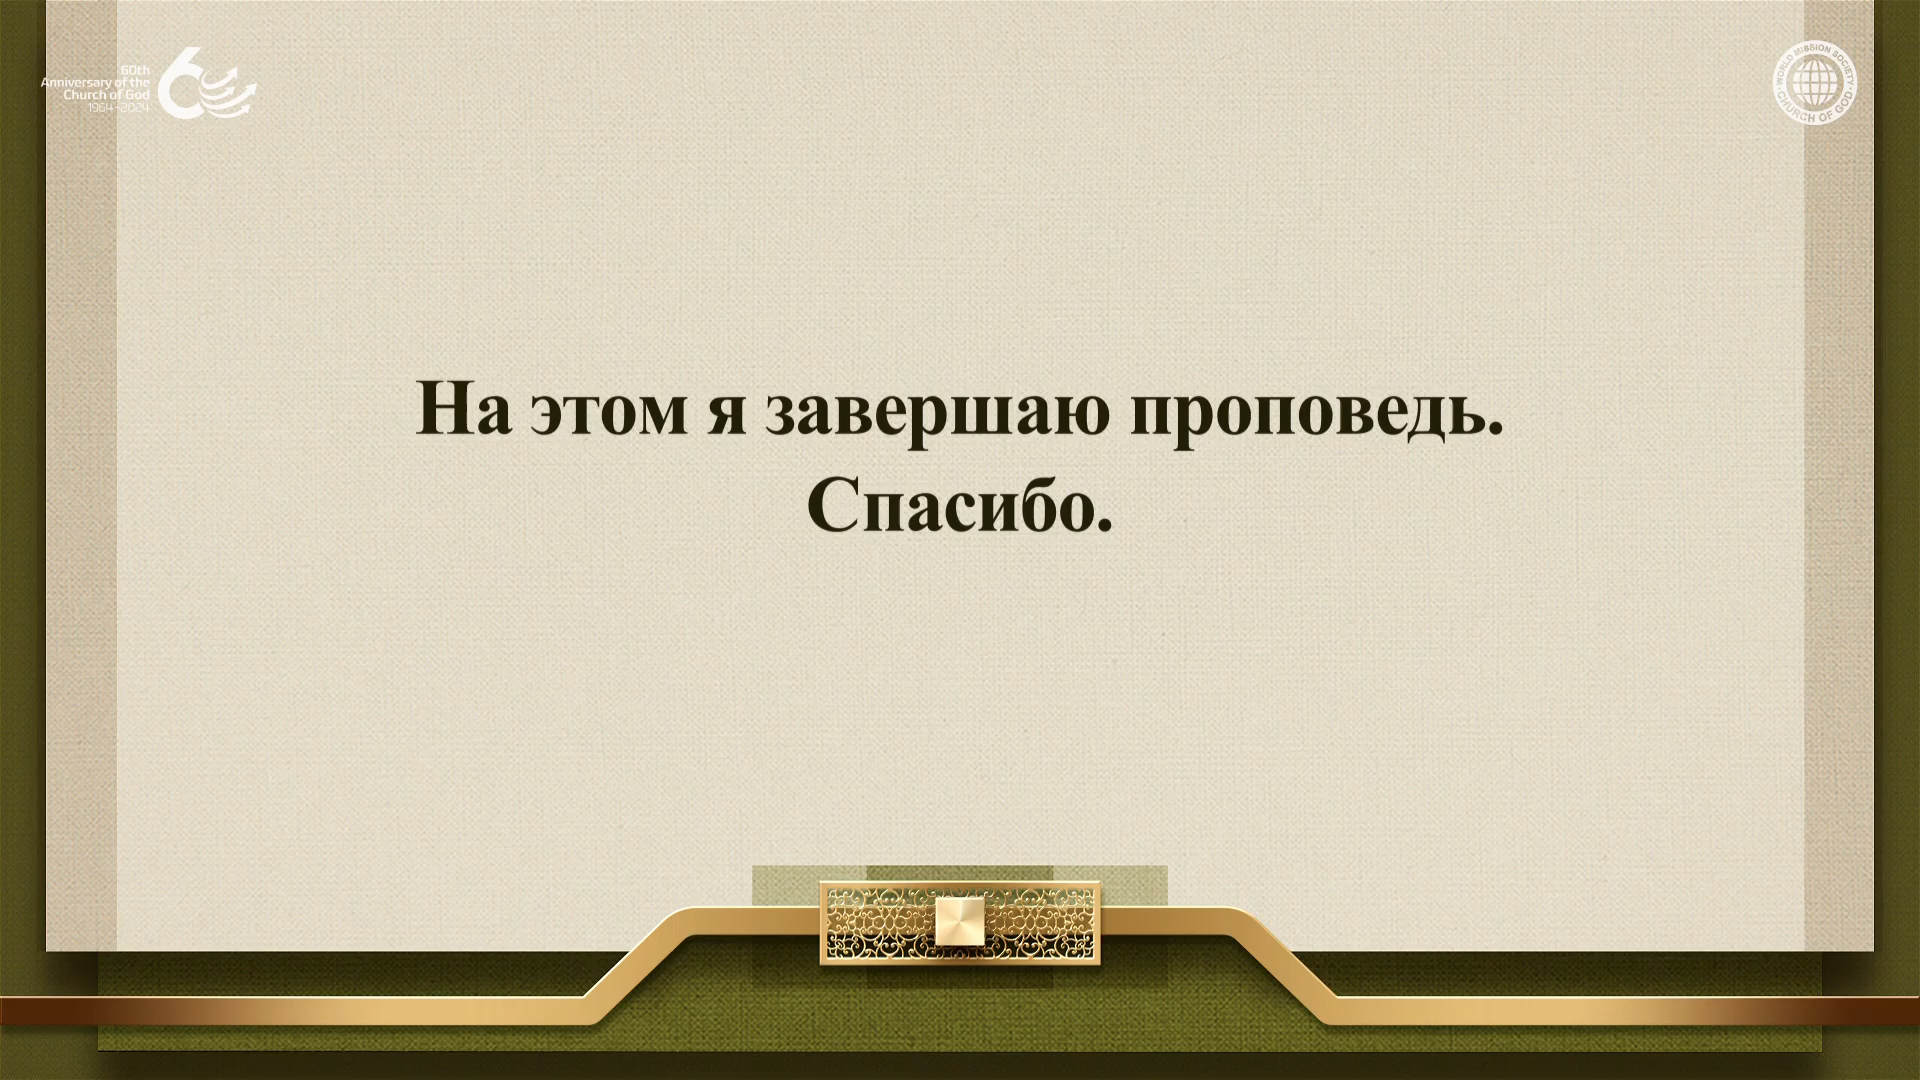 60th
Anniversary of the
Church of God
1964-2024
WORLD MISSION SOCIETY
CHURCH OF GOD
На этом я завершаю проповедь.
Спасибо.